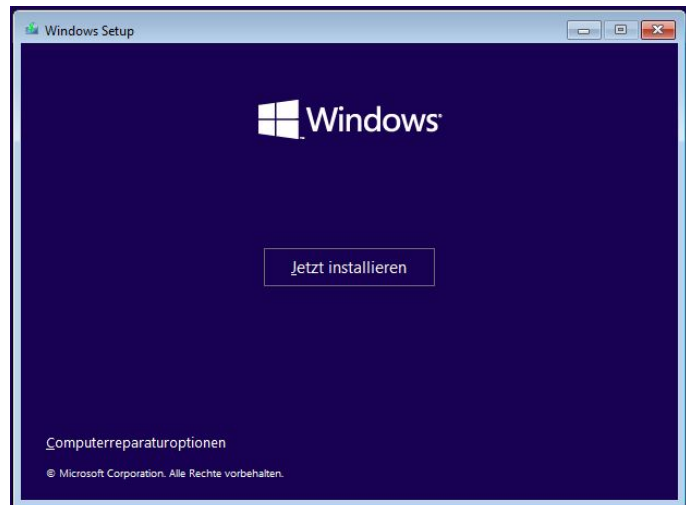 Windows Setup
Windows
Jetzt installieren
Computerreparaturoptionen
© Microsoft Corporation. Alle Rechte vorbehalten.